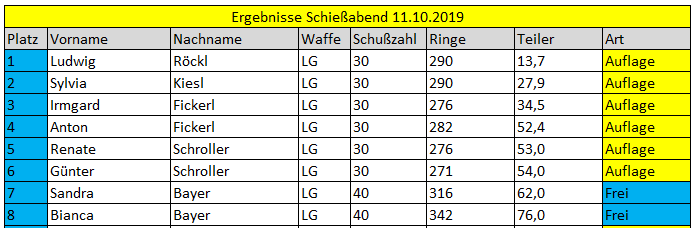 Ergebnisse Schießabend 11.10.2019
Platz Vorname Nachname Waffe Schußzahl Ringe Teiler Art
1 Ludwig Röckl LG 30 290 13,7 Auflage
2 Sylvia Kiesl LG 30 290 27,9 Auflage
3 Irmgard Fickerl LG 30 276 34,5 Auflage
4 Anton Fickerl LG 30 282 52,4 Auflage
5 Renate Schroller LG 30 276 53,0 Auflage
6 Günter Schroller LG 30 271 54,0 Auflage
7 Sandra Bayer LG 40 316 62,0 Frei
8 Bianca Bayer LG 40 342 76,0 Frei